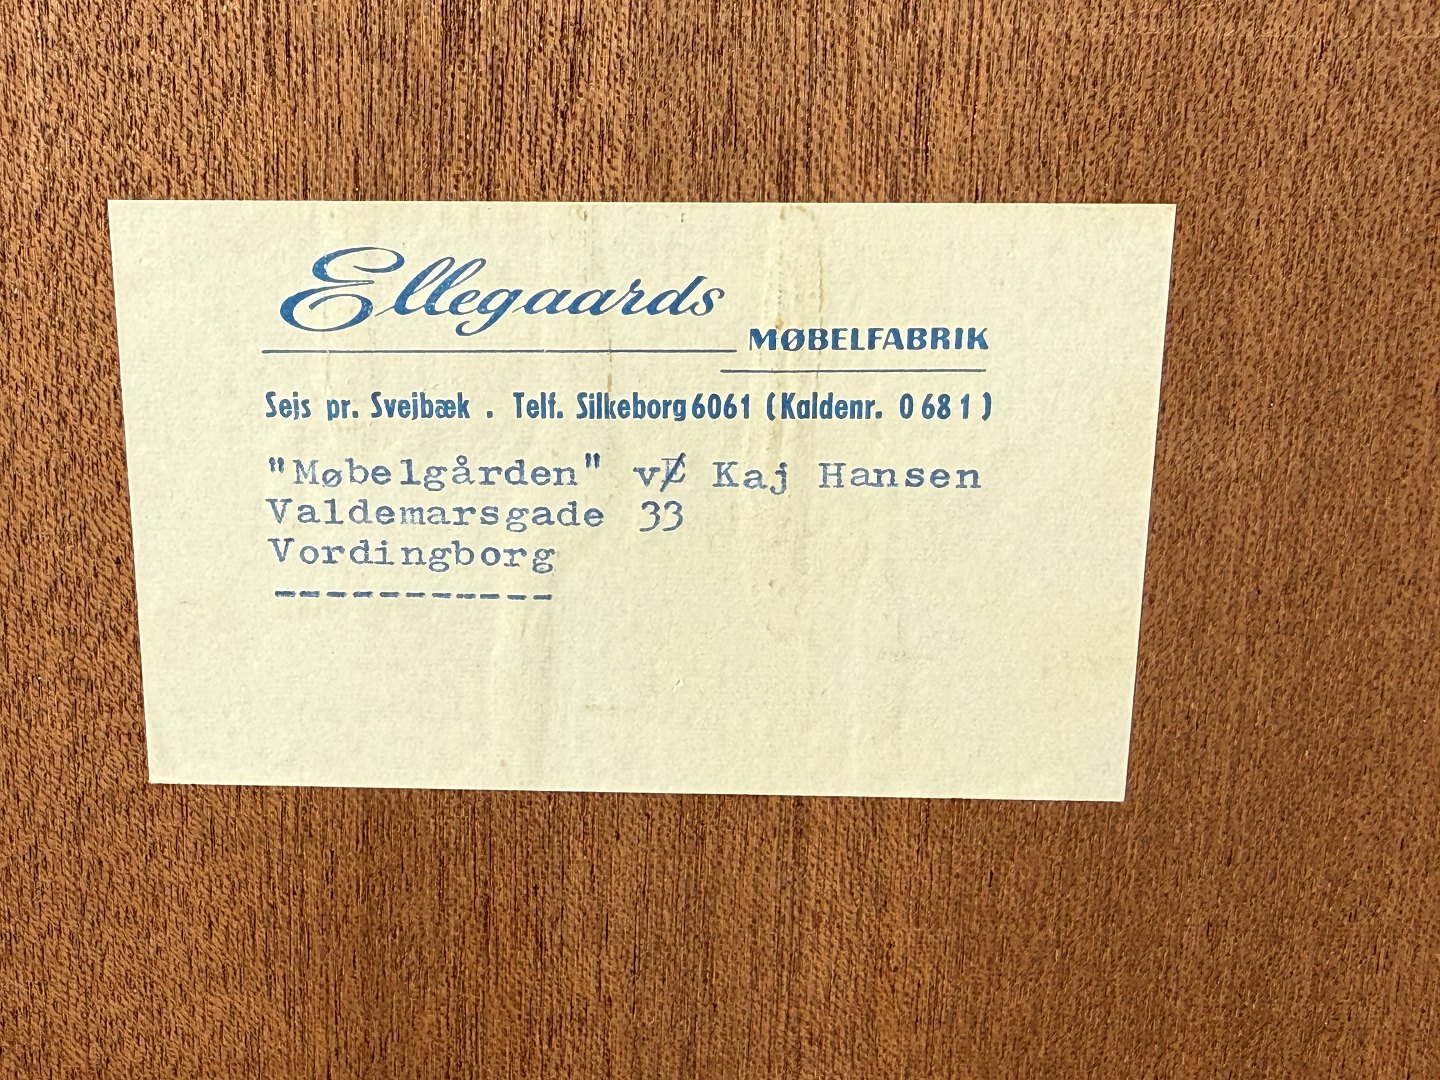 Ellegaards
MØBELFABRIK
Sejs pr. Svejbæk . Telf. Silkeborg 6061 (Kaldenr. 0681)
"Møbelgården" v/ Kaj Hansen
Valdemarsgade 33
Vordingborg
-----------